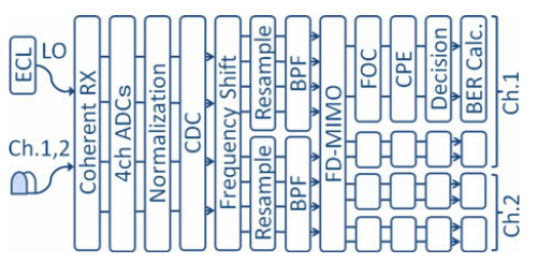 ECL
LO
Ch.1,2
Coherent RX
4ch ADCs
Normalization
CDC
Frequency Shift
Resample
BPF
Resample
BPF
FD-MIMO
FOC
CPE
Decision
BER Calc.
Ch.1
Ch.2